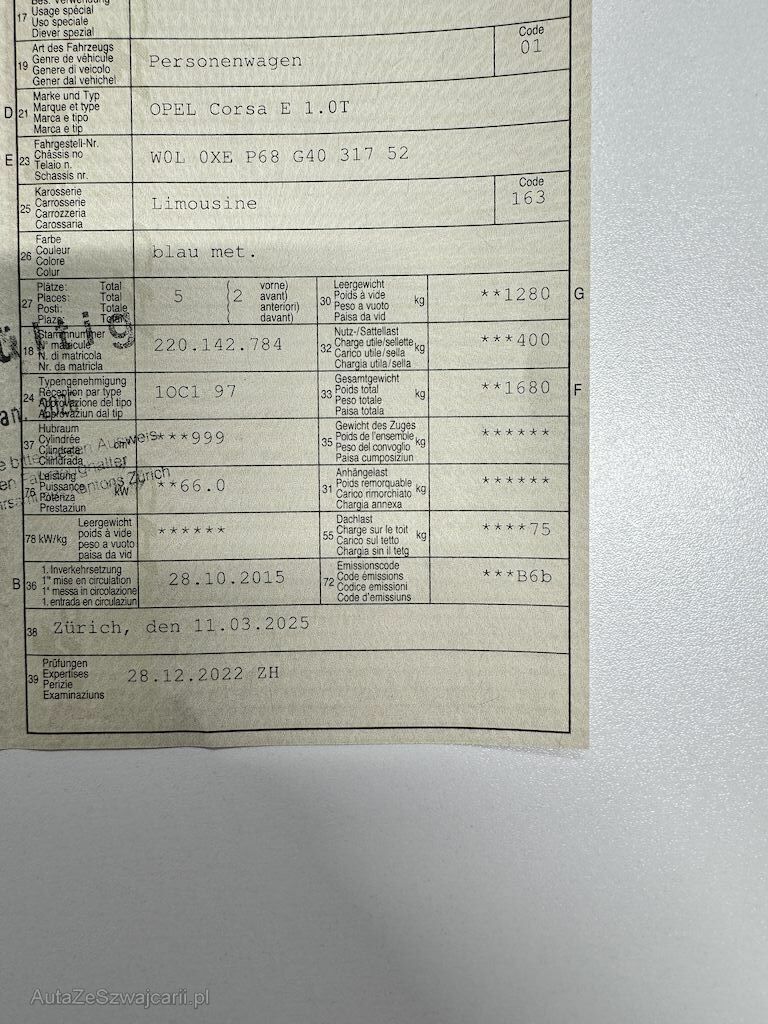 17 Usage spécial
Uso speciale
Diever spezial
19 Art des Fahrzeugs
Genre de véhicule
Genere di veicolo
Gener dal vehichel
Personenwagen
Code
01
D 21 Marke und Typ
Marque et type
Marca e tipo
Marca e tip
OPEL Corsa E 1.0T
E 23 Fahrgestell-Nr.
Châssis no
Telaio n.
Schassis nr.
W0L 0XE P68 G40 317 52
25 Karosserie
Carrosserie
Carrozzeria
Carossaria
Limousine
Code
163
26 Farbe
Couleur
Colore
Colur
blau met.
27 Plätze: Total
Places: Total
Posti: Totale
Plazs: Total
5 (2 vorne)
avant)
anteriori)
davant)
30 Leergewicht
Poids à vide
Peso a vuoto
Paisa da vid
kg
**1280 G
18 Stammnummer
N° matricule
N. di matricola
Nr. da matricla
220.142.784
32 Nutz-/Sattellast
Charge utile/sellette
Carico utile/sella
Chargia utila/sella
kg
***400
24 Typengenehmigung
Réception par type
Approvazione del tipo
Approvaziun dal tip
1OC1 97
33 Gesamtgewicht
Poids total
Peso totale
Paisa totala
kg
**1680 F
37 Hubraum
Cylindrée
Cilindrata
Cilindrada
cm³
***999
35 Gewicht des Zuges
Poids de l'ensemble
Peso del convoglio
Paisa cumposiziun
kg
******
76 Leistung
Puissance
Potenza
Prestaziun
kW
**66.0
31 Anhängelast
Poids remorquable
Carico rimorchiato
Chargia annexa
kg
******
78 kW/kg Leergewicht
poids à vide
peso a vuoto
paisa da vid
******
55 Dachlast
Charge sur le toit
Carico sul tetto
Chargia sin il tetg
kg
****75
B 36 1. Inverkehrsetzung
1re mise en circulation
1a messa in circolazione
1. entrada en circulaziun
28.10.2015
72 Emissionscode
Code émissions
Codice emissioni
Code d'emissiuns
***B6b
38 Zürich, den 11.03.2025
39 Prüfungen
Expertises
Perizie
Examinaziuns
28.12.2022 ZH
AutaZeSzwajcarii.pl